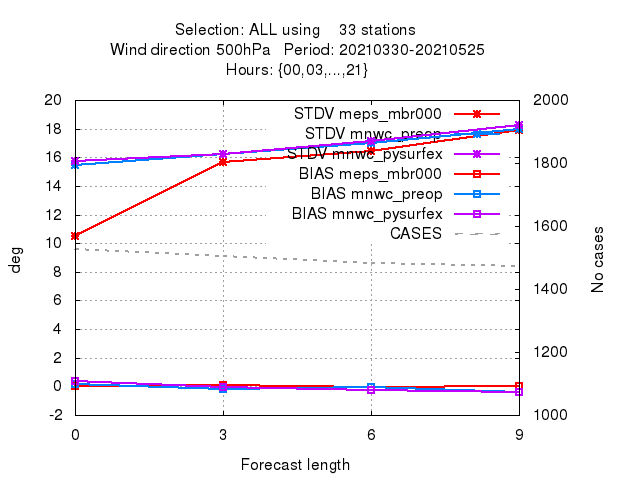 Selection: ALL using    33 stations
Wind direction 500hPa   Period: 20210330-20210525
Hours: {00,03,...,21}
20 2000
STDV meps_mbr000
18
STDV mnwc_preop
16 1800
STDV mnwc_pysurfex
BIAS meps_mbr000
14
BIAS mnwc_preop
12 1600
BIAS mnwc_pysurfex
CASES
10
deg
No cases
8 1400
6
4 1200
2
0
-2 1000
0 3 6 9
Forecast length